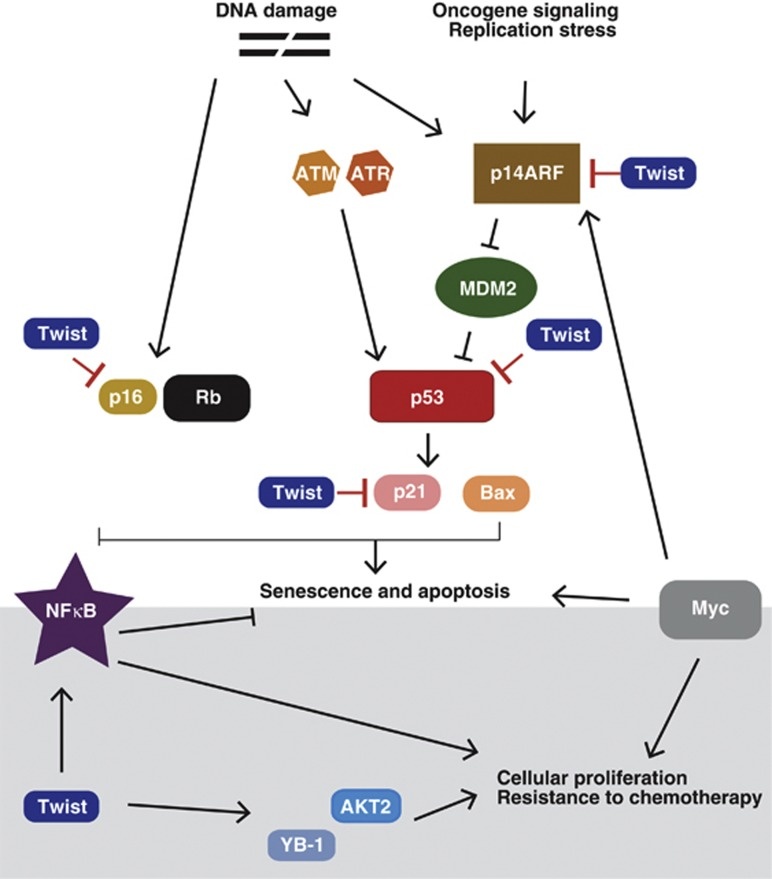 DNA damage
Oncogene signaling
Replication stress
ATM
ATR
p14ARF
Twist
MDM2
Twist
Twist
p16
Rb
p53
Twist
p21
Bax
Senescence and apoptosis
NFκB
Myc
Cellular proliferation
Resistance to chemotherapy
Twist
AKT2
YB-1